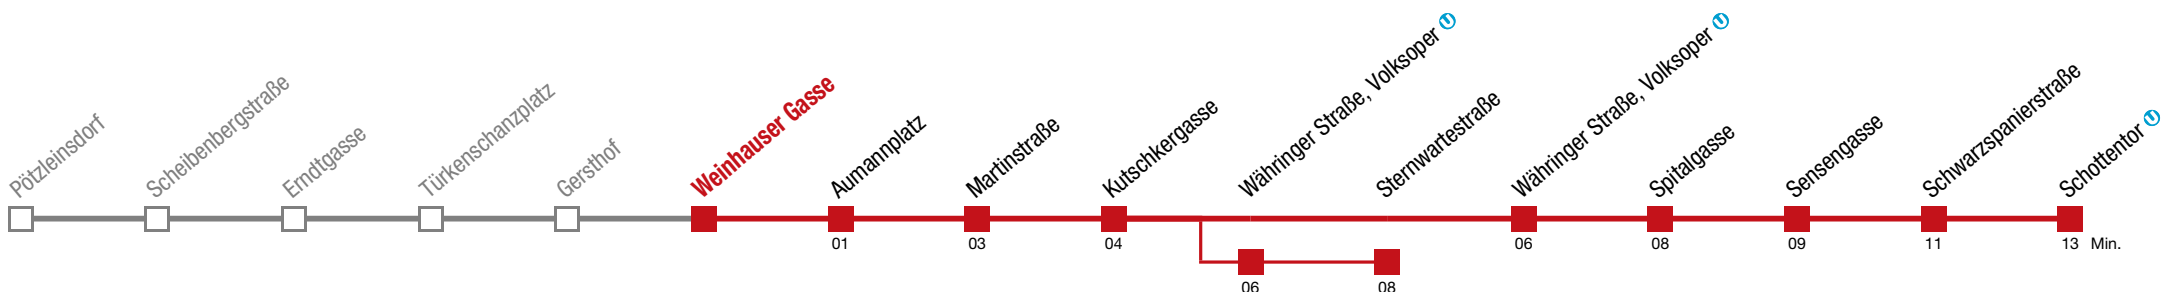 Pötzleinsdorf
Scheibenbergstraße
Erndtgasse
Türkenschanzplatz
Gersthof
Weinhauser Gasse
Aumannplatz
Martinstraße
Kutschkergasse
Währinger Straße, Volksoper U
Sternwartestraße
Währinger Straße, Volksoper U
Spitalgasse
Sensengasse
Schwarzspanierstraße
Schottentor U
01 03 04 06 08 09 11 13 Min.
06 08